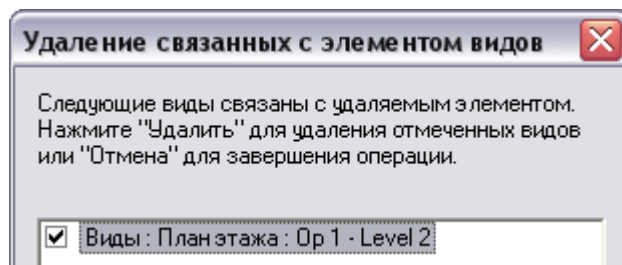 Удаление связанных с элементом видов
Следующие виды связаны с удаляемым элементом.
Нажмите "Удалить" для удаления отмеченных видов
или "Отмена" для завершения операции.
Виды : План этажа : Op 1 - Level 2